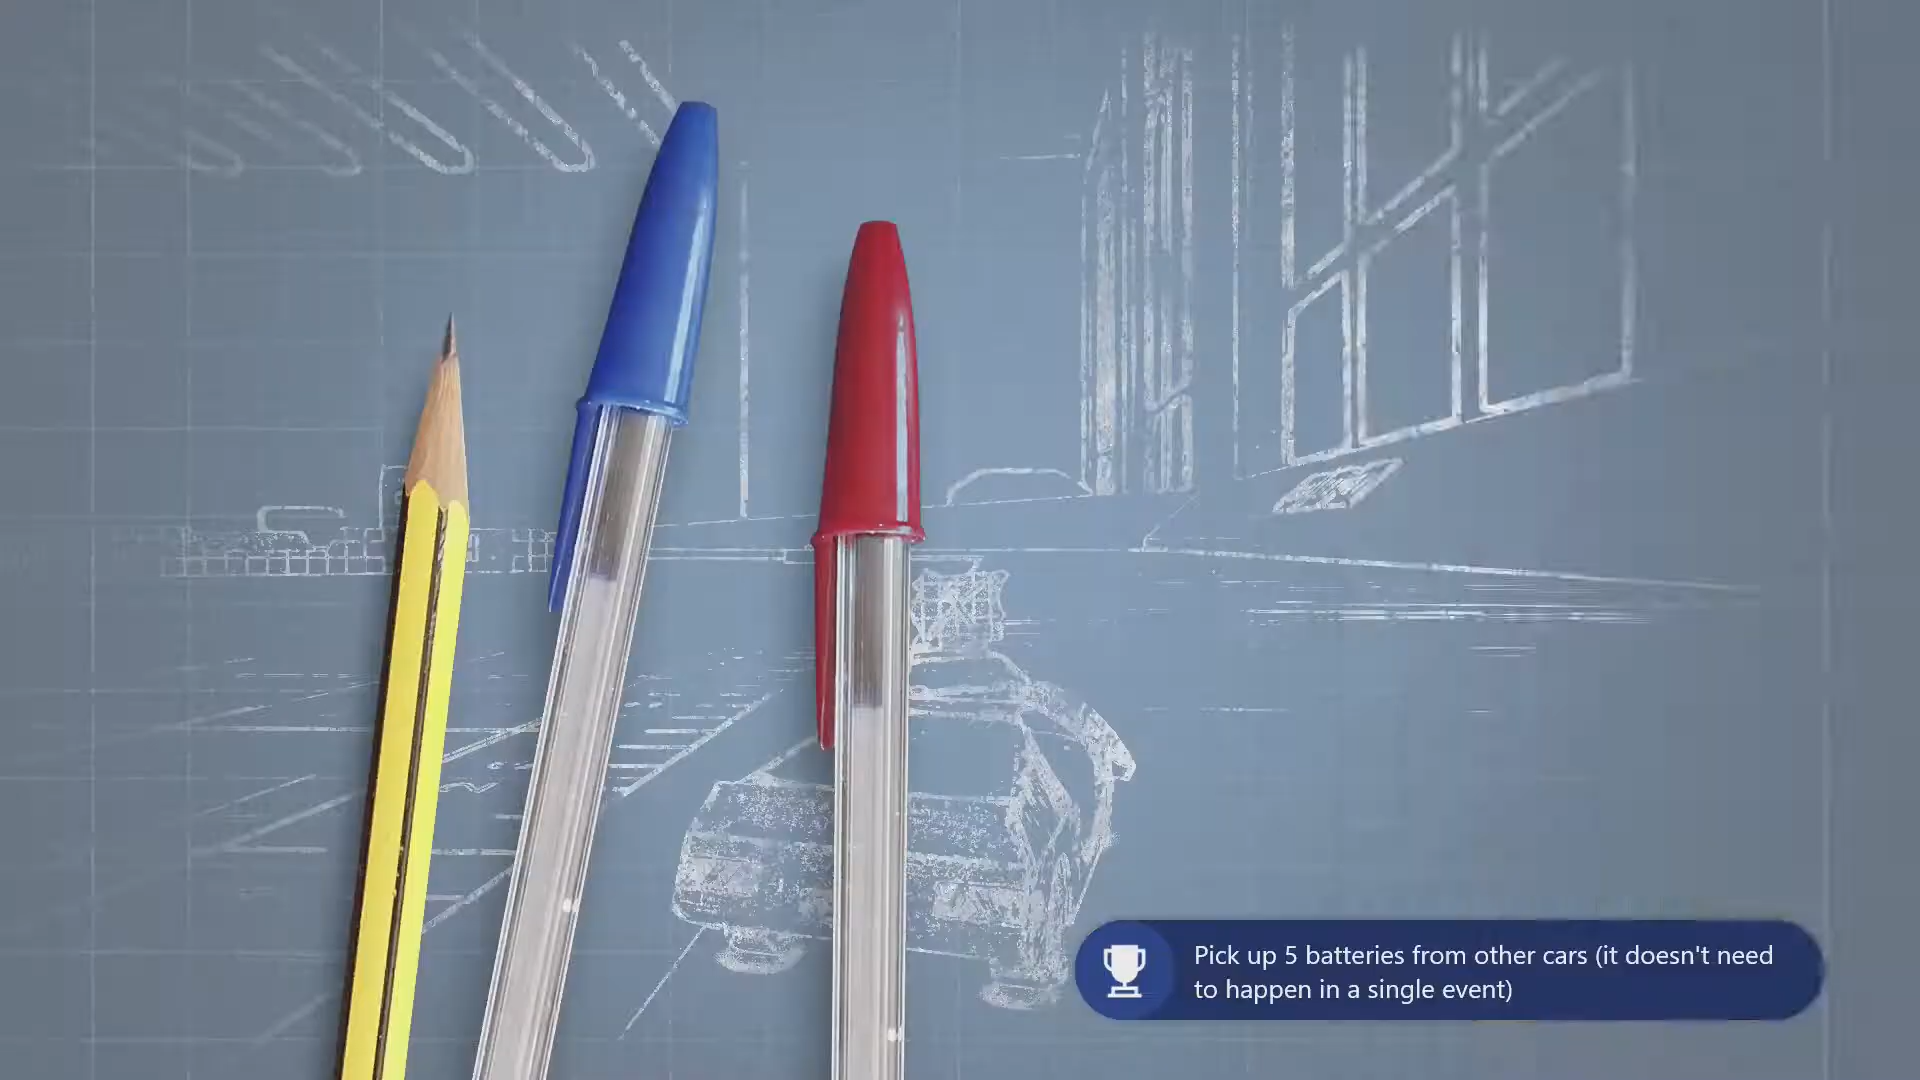 Pick up 5 batteries from other cars (it doesn't need
to happen in a single event)